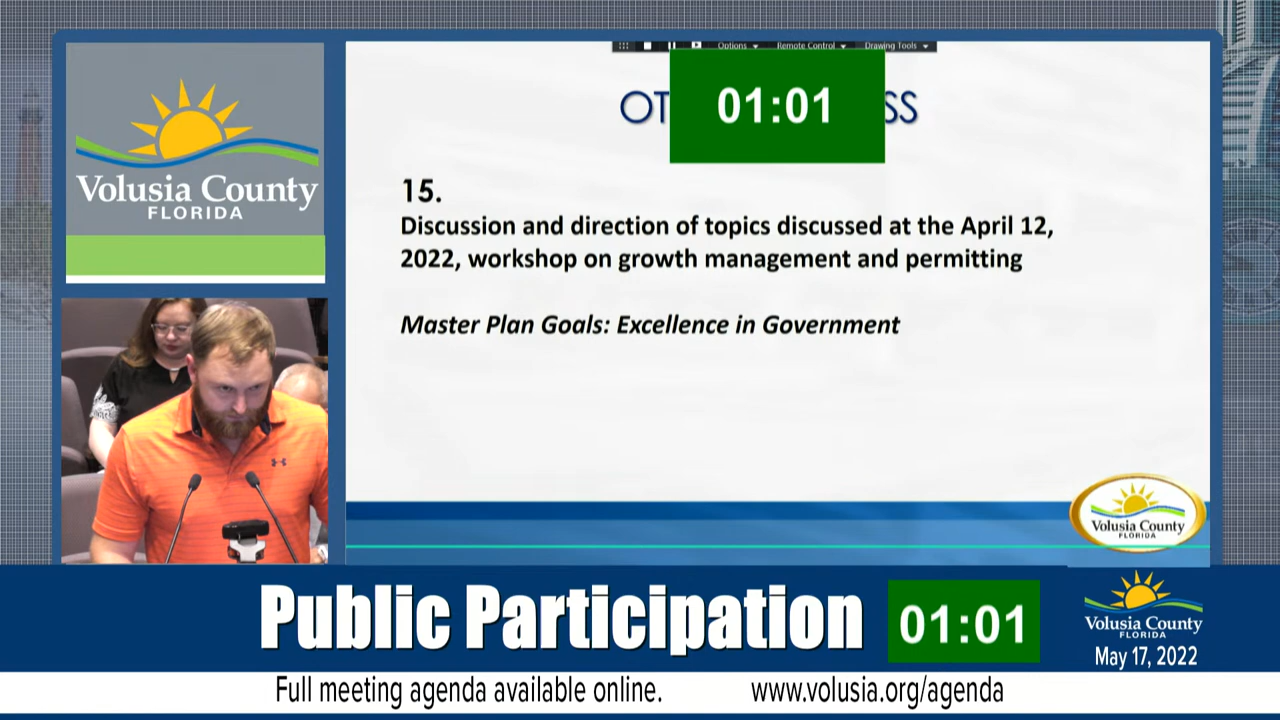 Volusia County
FLORIDA
Options
Remote Control
Drawing Tools
01:01
15.
Discussion and direction of topics discussed at the April 12,
2022, workshop on growth management and permitting
Master Plan Goals: Excellence in Government
Volusia County
FLORIDA
Public Participation
01:01
Volusia County
FLORIDA
May 17, 2022
Full meeting agenda available online.
www.volusia.org/agenda